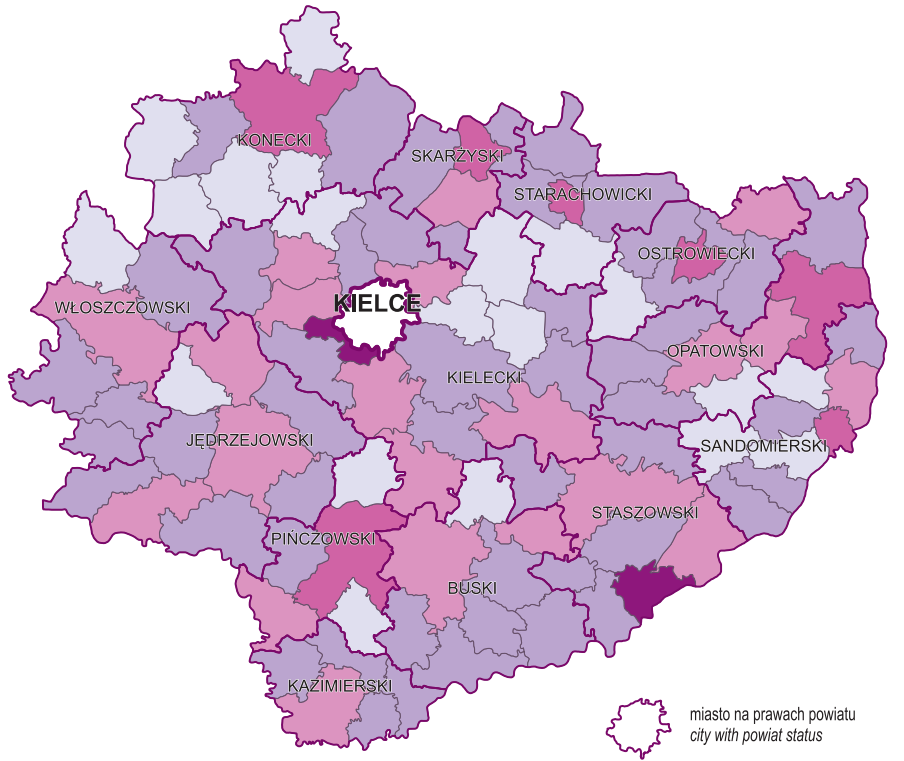 KONECKI
SKARŻYSKI
STARACHOWICKI
OSTROWIECKI
KIELCE
WŁOSZCZOWSKI
OPATOWSKI
KIELECKI
JĘDRZEJOWSKI
SANDOMIERSKI
STASZOWSKI
PIŃCZOWSKI
BUSKI
KAZIMIERSKI
miasto na prawach powiatu
city with powiat status